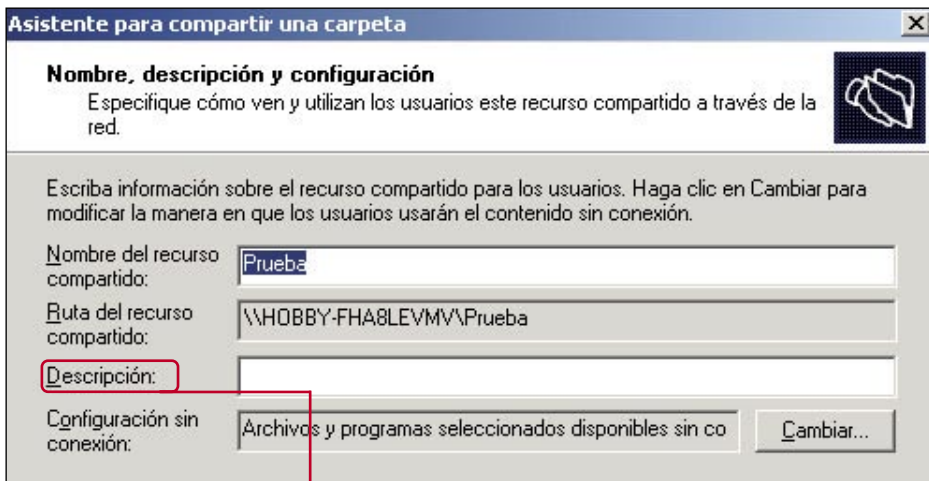 Asistente para compartir una carpeta
Nombre, descripción y configuración
Especifique cómo ven y utilizan los usuarios este recurso compartido a través de la
red.
Escriba información sobre el recurso compartido para los usuarios. Haga clic en Cambiar para
modificar la manera en que los usuarios usarán el contenido sin conexión.
Nombre del recurso
compartido:
Prueba
Ruta del recurso
compartido:
\\HOBBY-FHA8LEVMV\Prueba
Descripción:
Configuración sin
conexión:
Archivos y programas seleccionados disponibles sin co
Cambiar...